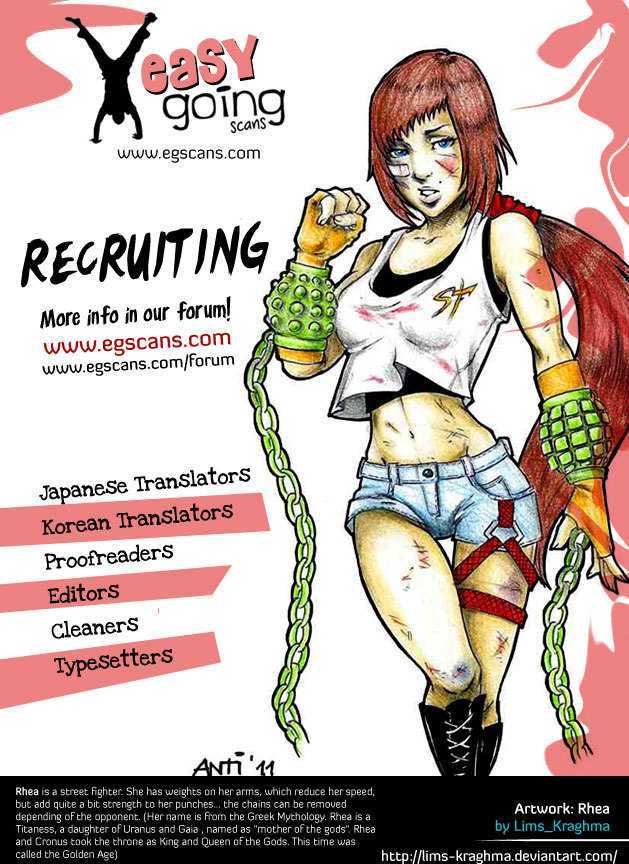 easy
going
scans
www.egscans.com
RECRUITING
More info in our forum!
www.egscans.com
www.egscans.com/forum
Japanese Translators
Korean Translators
Proofreaders
Editors
Cleaners
Typesetters
SF
ANTI '11
Rhea is a street fighter. She has weights on her arms, which reduce her speed,
but add quite a bit strength to her punches... the chains can be removed
depending of the opponent. (Her name is from the Greek Mythology. Rhea is a
Titaness, a daughter of Uranus and Gaia , named as "mother of the gods". Rhea
and Cronus took the throne as King and Queen of the Gods. This time was
called the Golden Age)
Artwork: Rhea
by Lims_Kraghma
http://lims-kraghma.deviantart.com/